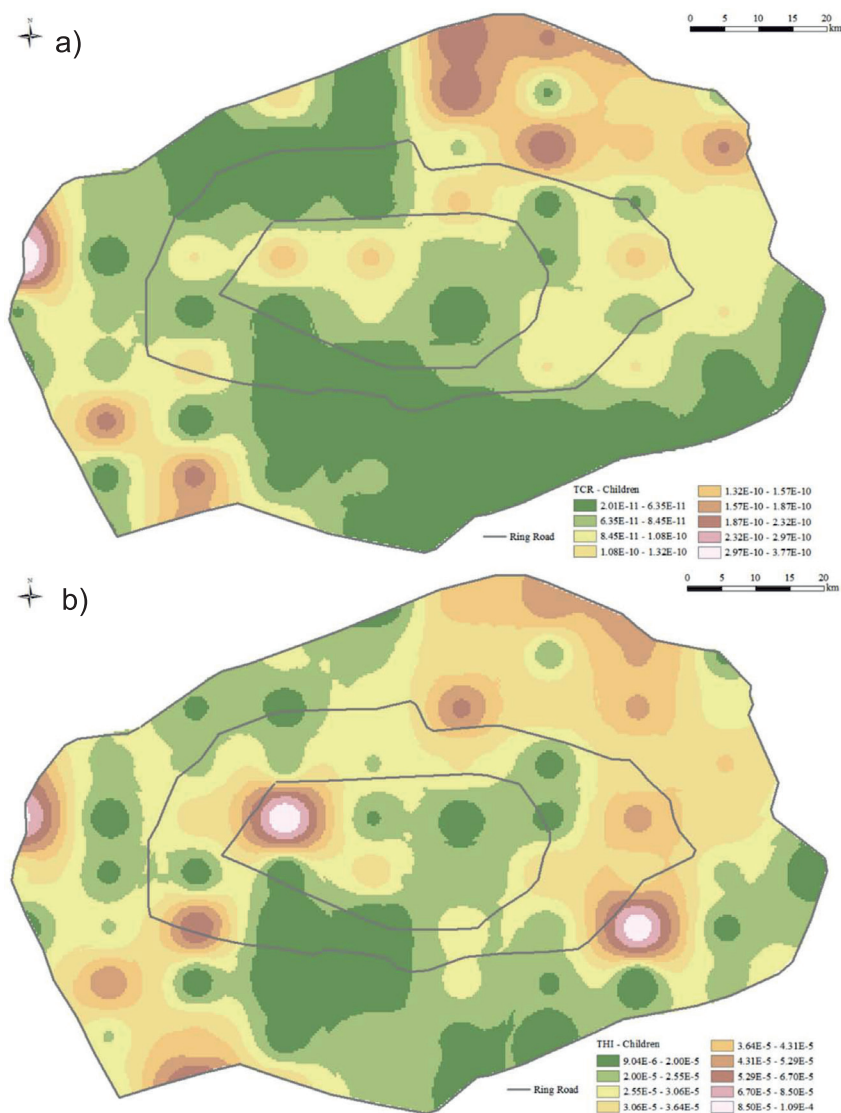 N
a)
0 5 10 15 20
km
TCR - Children
2.01E-11 - 6.35E-11
6.35E-11 - 8.45E-11
8.45E-11 - 1.08E-10
1.08E-10 - 1.32E-10
1.32E-10 - 1.57E-10
1.57E-10 - 1.87E-10
1.87E-10 - 2.32E-10
2.32E-10 - 2.97E-10
2.97E-10 - 3.77E-10
Ring Road
N
b)
0 5 10 15 20
km
THI - Children
9.04E-6 - 2.00E-5
2.00E-5 - 2.55E-5
2.55E-5 - 3.06E-5
3.06E-5 - 3.64E-5
3.64E-5 - 4.31E-5
4.31E-5 - 5.29E-5
5.29E-5 - 6.70E-5
6.70E-5 - 8.50E-5
8.50E-5 - 1.09E-4
Ring Road